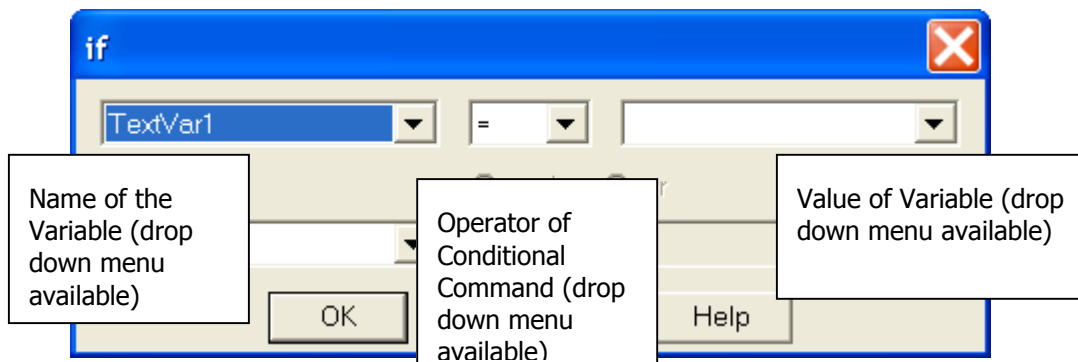 if
TextVar1
=
Name of the
Variable (drop
down menu
available)
Operator of
Conditional
Command (drop
down menu
available)
Value of Variable (drop
down menu available)
OK
Help